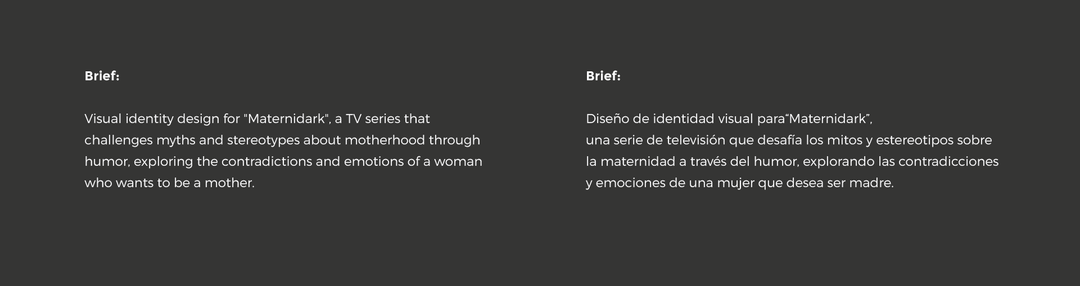 Brief:
Visual identity design for "Maternidark", a TV series that
challenges myths and stereotypes about motherhood through
humor, exploring the contradictions and emotions of a woman
who wants to be a mother.
Brief:
Diseño de identidad visual para“Maternidark”,
una serie de televisión que desafía los mitos y estereotipos sobre
la maternidad a través del humor, explorando las contradicciones
y emociones de una mujer que desea ser madre.